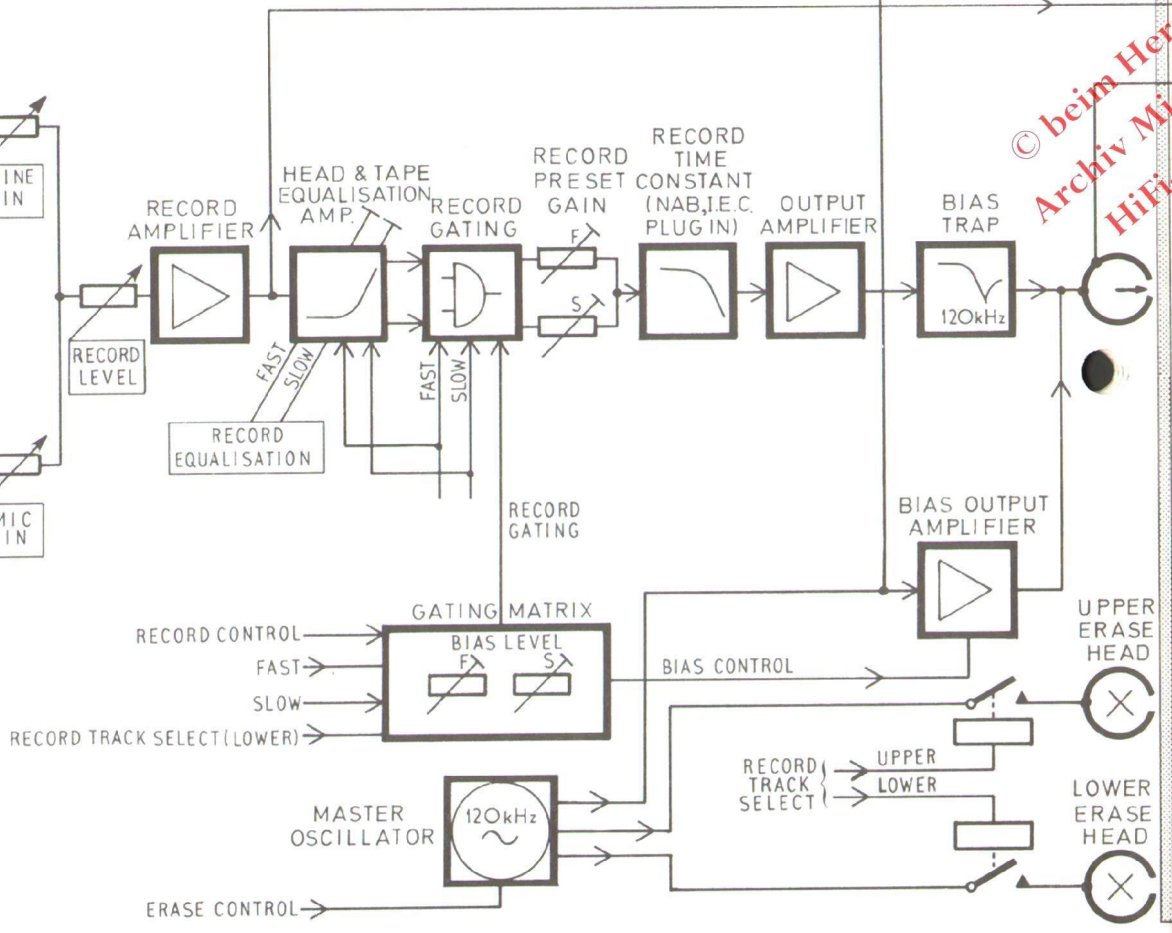 © beim Her
Archiv Mi
HiFi
INE
IN
RECORD
LEVEL
MIC
IN
RECORD
AMPLIFIER
HEAD & TAPE
EQUALISATION
AMP.
RECORD
GATING
RECORD
PRESET
GAIN
F
S
RECORD
TIME
CONSTANT
(NAB,I.E.C.
PLUG IN)
OUTPUT
AMPLIFIER
BIAS
TRAP
120kHz
FAST
SLOW
RECORD
EQUALISATION
FAST
SLOW
RECORD
GATING
BIAS OUTPUT
AMPLIFIER
GATING MATRIX
BIAS LEVEL
F
S
RECORD CONTROL
FAST
SLOW
RECORD TRACK SELECT(LOWER)
BIAS CONTROL
UPPER
ERASE
HEAD
RECORD
TRACK
SELECT
UPPER
LOWER
LOWER
ERASE
HEAD
MASTER
OSCILLATOR
120kHz
ERASE CONTROL